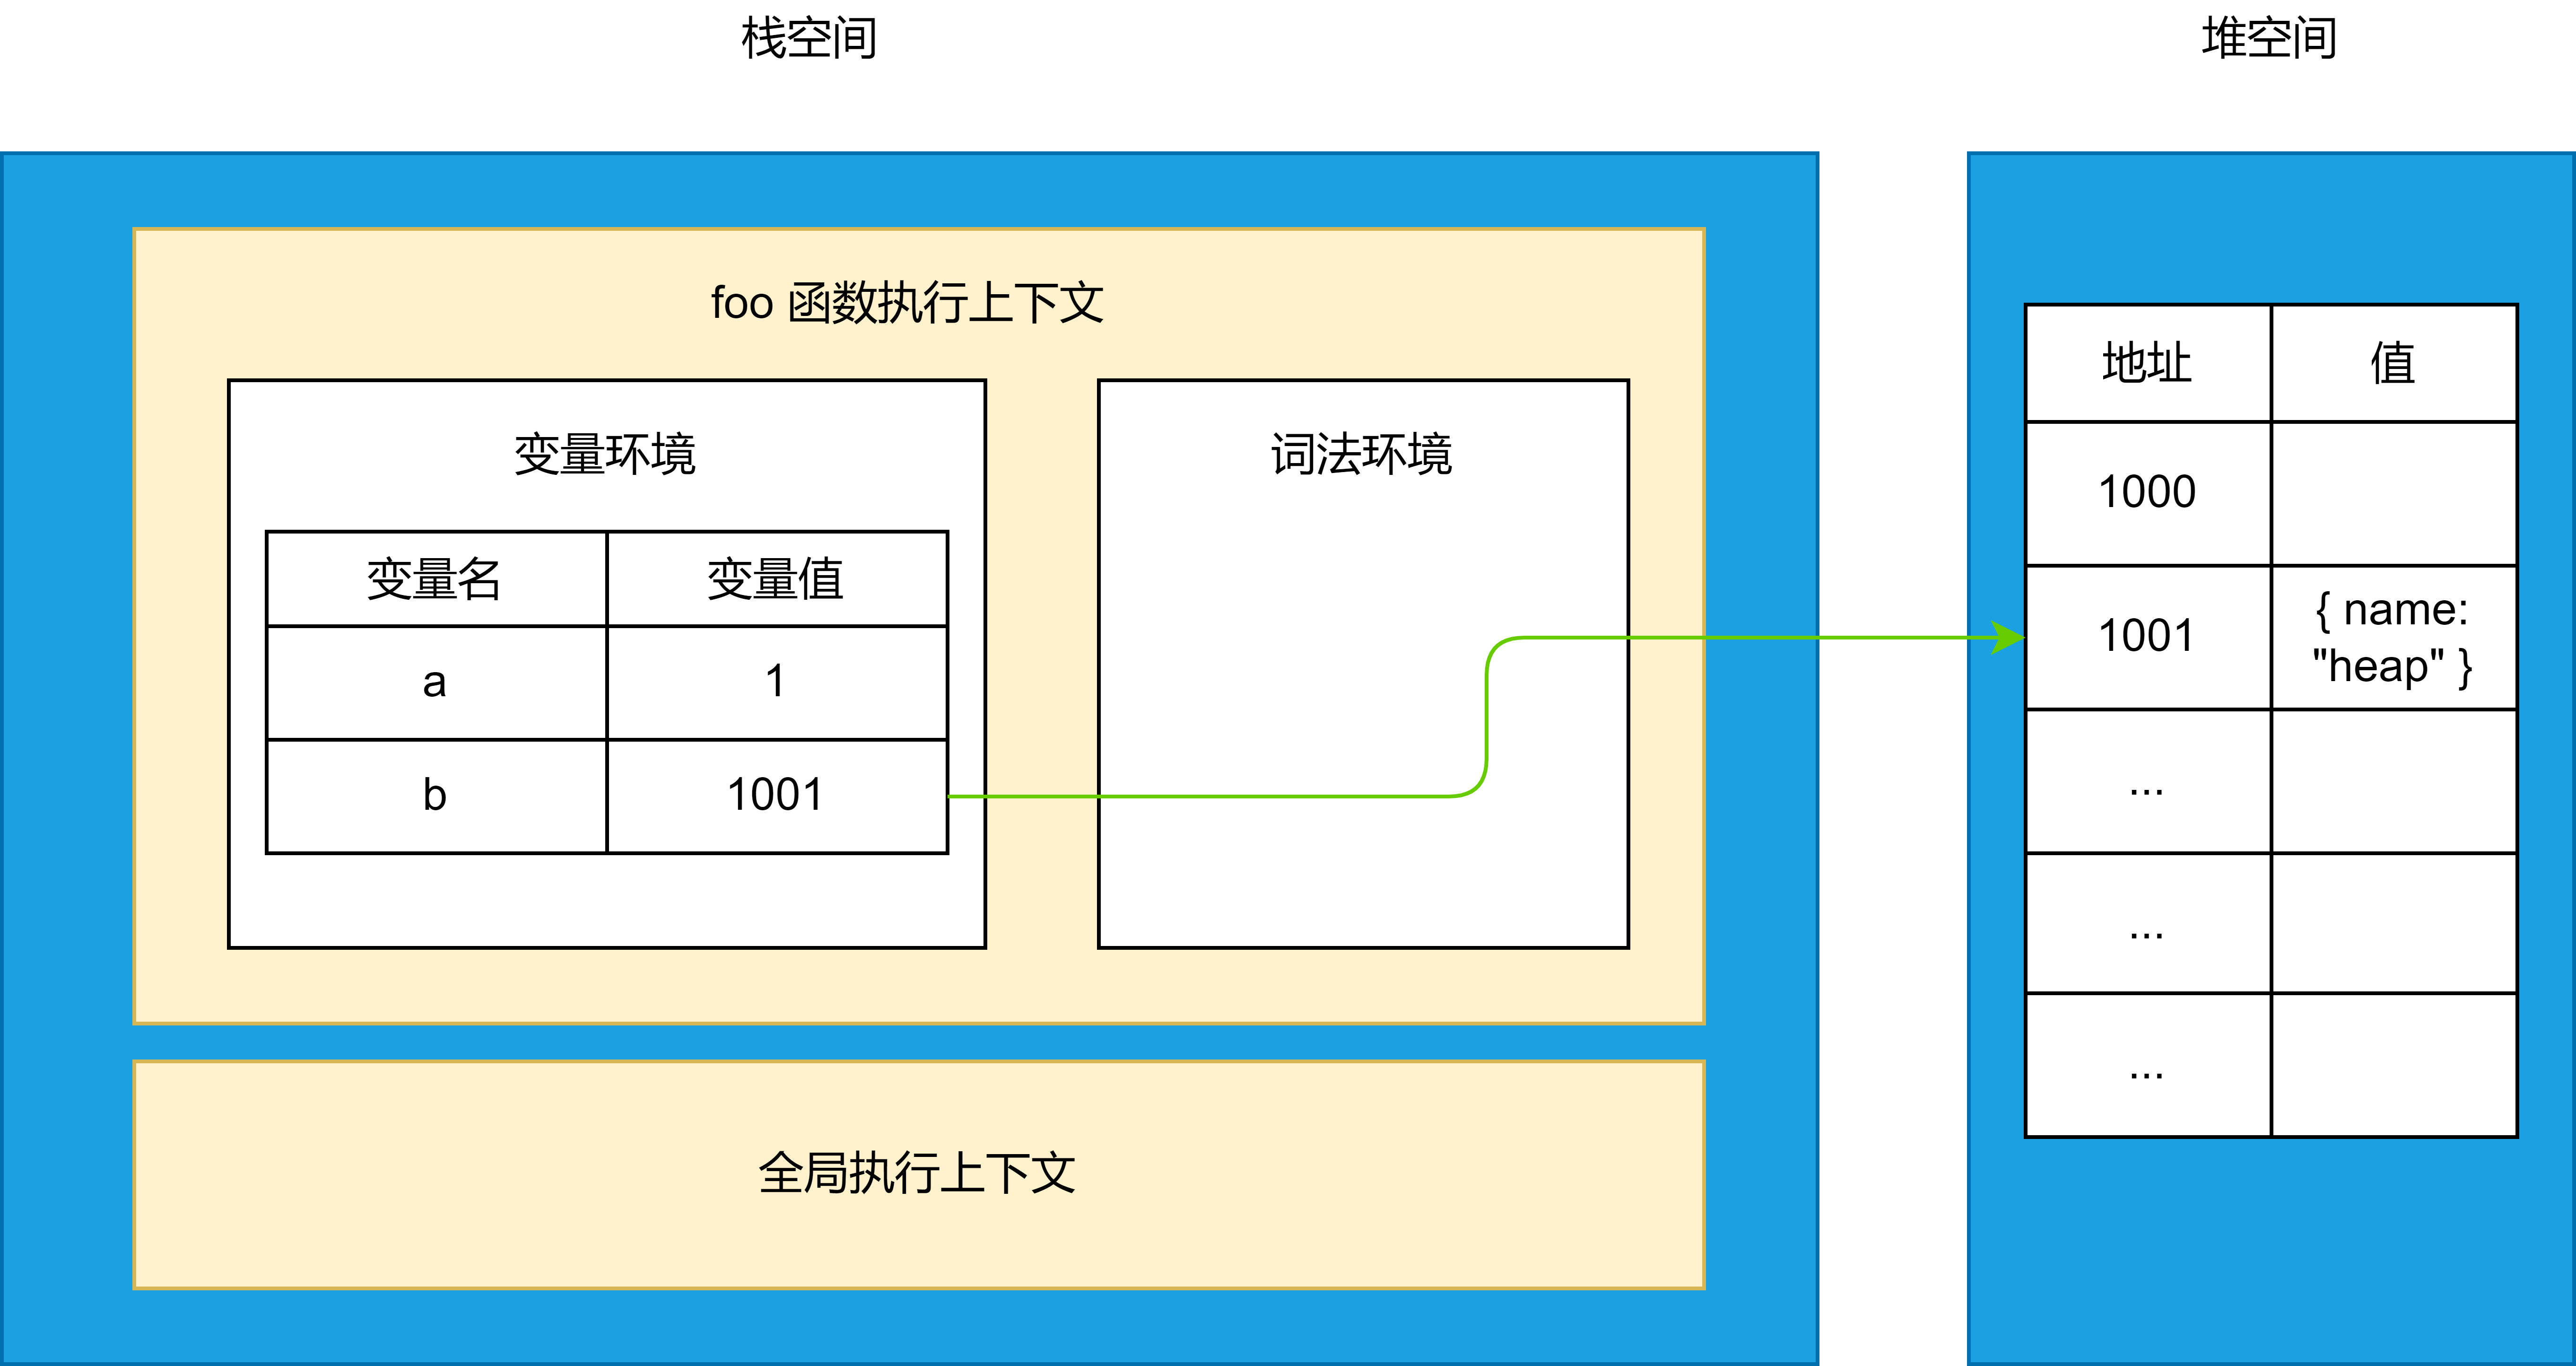 栈空间
堆空间
foo 函数执行上下文
变量环境
词法环境
变量名 变量值
a 1
b 1001
全局执行上下文
地址 值
1000
1001 { name:
"heap" }
...
...
...